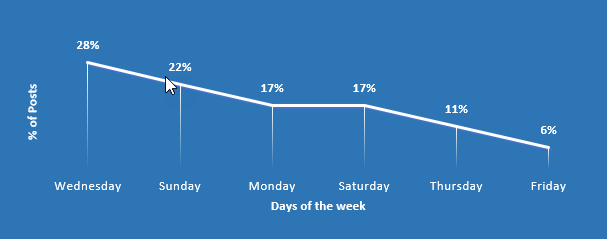 28%
22%
17%
17%
11%
6%
% of Posts
Wednesday
Sunday
Monday
Saturday
Thursday
Friday
Days of the week